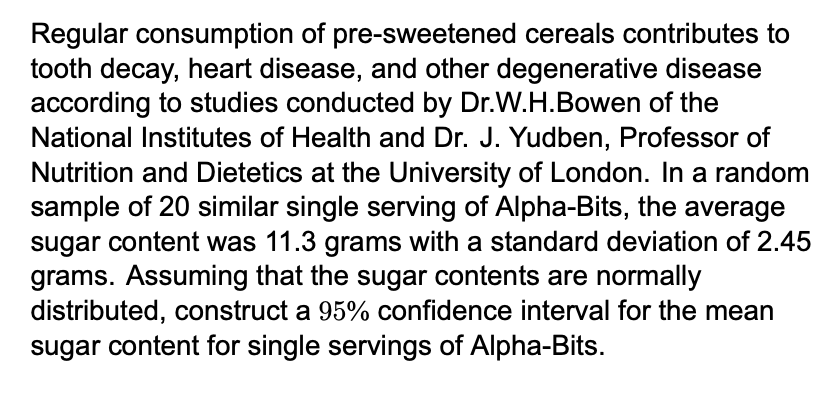 Regular consumption of pre-sweetened cereals contributes to
tooth decay, heart disease, and other degenerative disease
according to studies conducted by Dr.W.H.Bowen of the
National Institutes of Health and Dr. J. Yudben, Professor of
Nutrition and Dietetics at the University of London. In a random
sample of 20 similar single serving of Alpha-Bits, the average
sugar content was 11.3 grams with a standard deviation of 2.45
grams. Assuming that the sugar contents are normally
distributed, construct a 95% confidence interval for the mean
sugar content for single servings of Alpha-Bits.